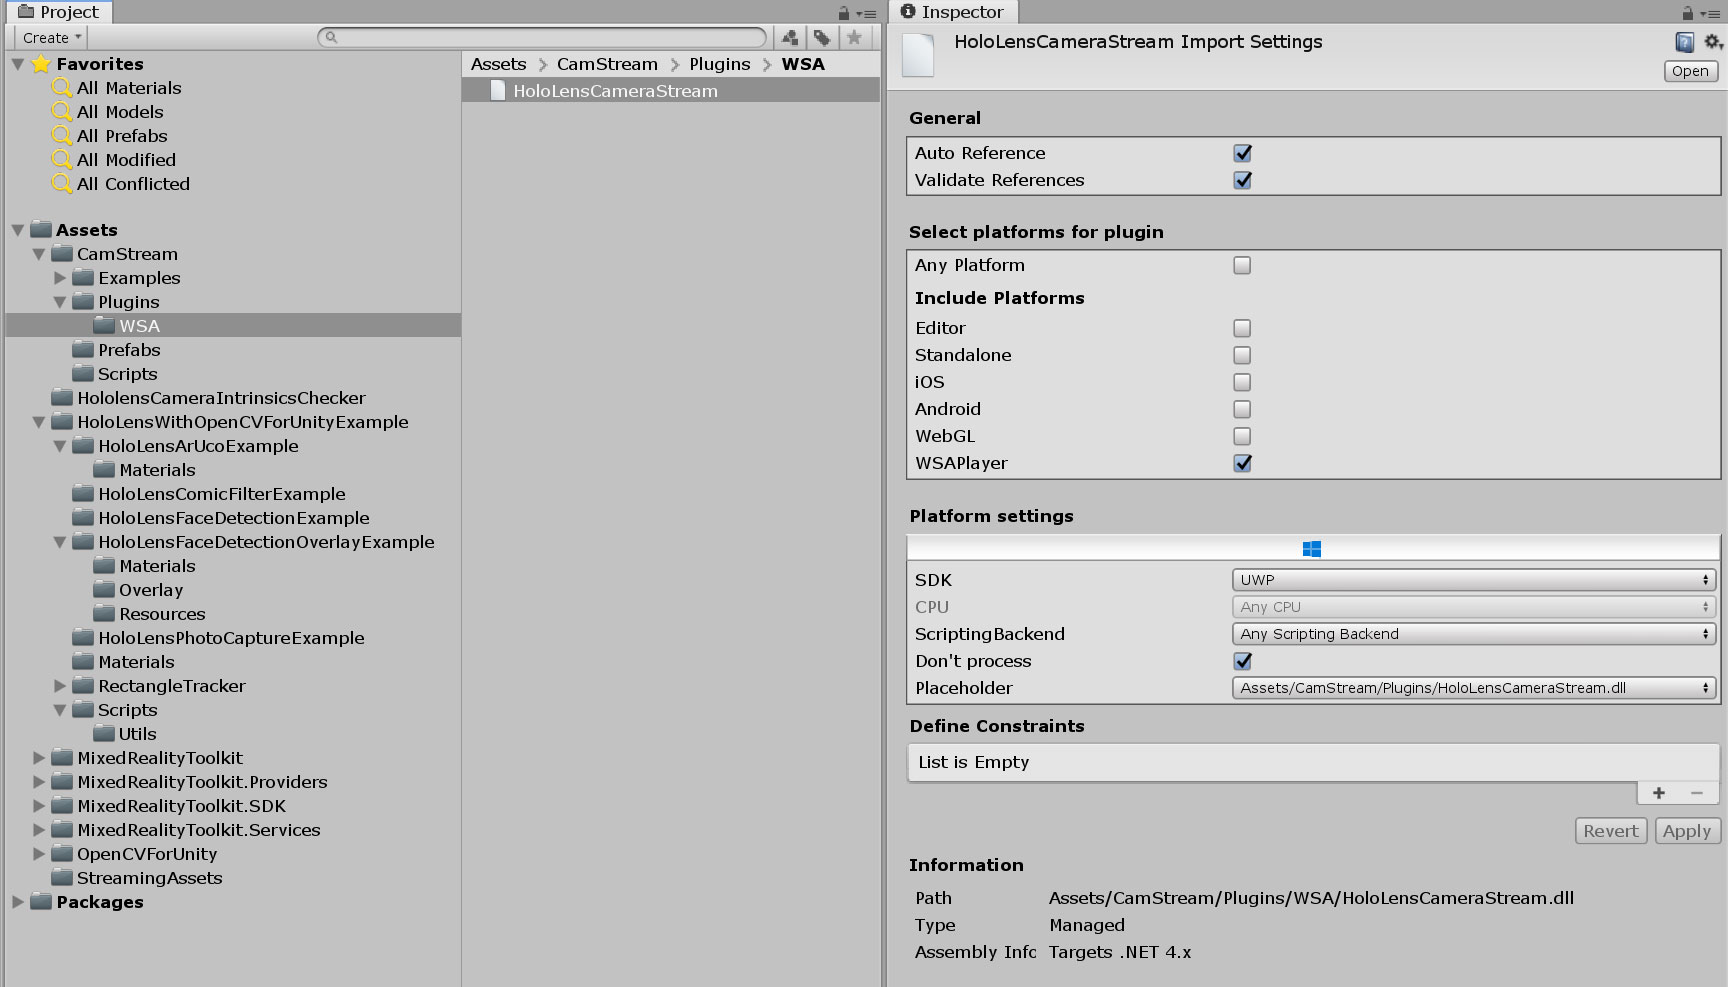 Project
Create
Favorites
All Materials
All Models
All Prefabs
All Modified
All Conflicted
Assets
CamStream
Examples
Plugins
WSA
Prefabs
Scripts
HololensCameraIntrinsicsChecker
HoloLensWithOpenCVForUnityExample
HoloLensArUcoExample
Materials
HoloLensComicFilterExample
HoloLensFaceDetectionExample
HoloLensFaceDetectionOverlayExample
Materials
Overlay
Resources
HoloLensPhotoCaptureExample
Materials
RectangleTracker
Scripts
Utils
MixedRealityToolkit
MixedRealityToolkit.Providers
MixedRealityToolkit.SDK
MixedRealityToolkit.Services
OpenCVForUnity
StreamingAssets
Packages
Assets > CamStream > Plugins > WSA
HoloLensCameraStream
Inspector
HoloLensCameraStream Import Settings
Open
General
Auto Reference
Validate References
Select platforms for plugin
Any Platform
Include Platforms
Editor
Standalone
iOS
Android
WebGL
WSAPlayer
Platform settings
SDK UWP
CPU Any CPU
ScriptingBackend Any Scripting Backend
Don't process
Placeholder Assets/CamStream/Plugins/HoloLensCameraStream.dll
Define Constraints
List is Empty
+ −
Revert Apply
Information
Path Assets/CamStream/Plugins/WSA/HoloLensCameraStream.dll
Type Managed
Assembly Info Targets .NET 4.x